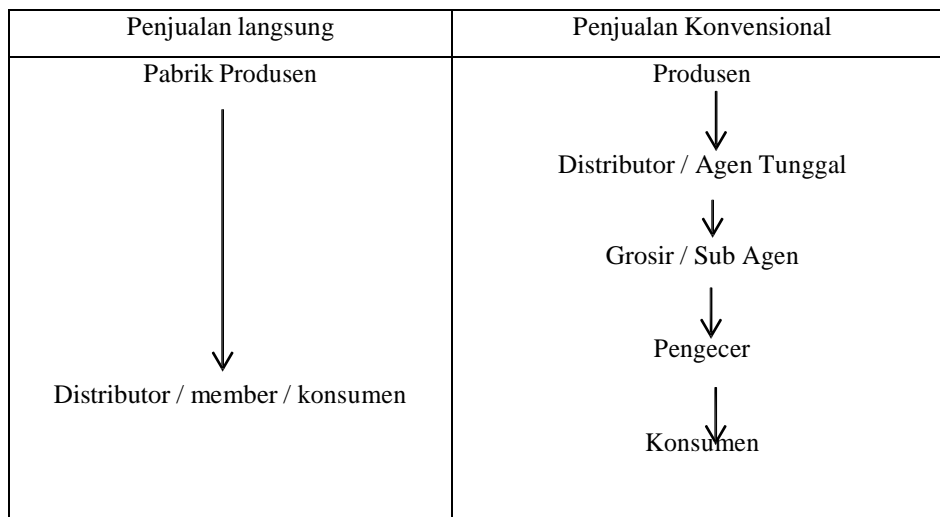 Penjualan langsung
Penjualan Konvensional
Pabrik Produsen
Distributor / member / konsumen
Produsen
Distributor / Agen Tunggal
Grosir / Sub Agen
Pengecer
Konsumen